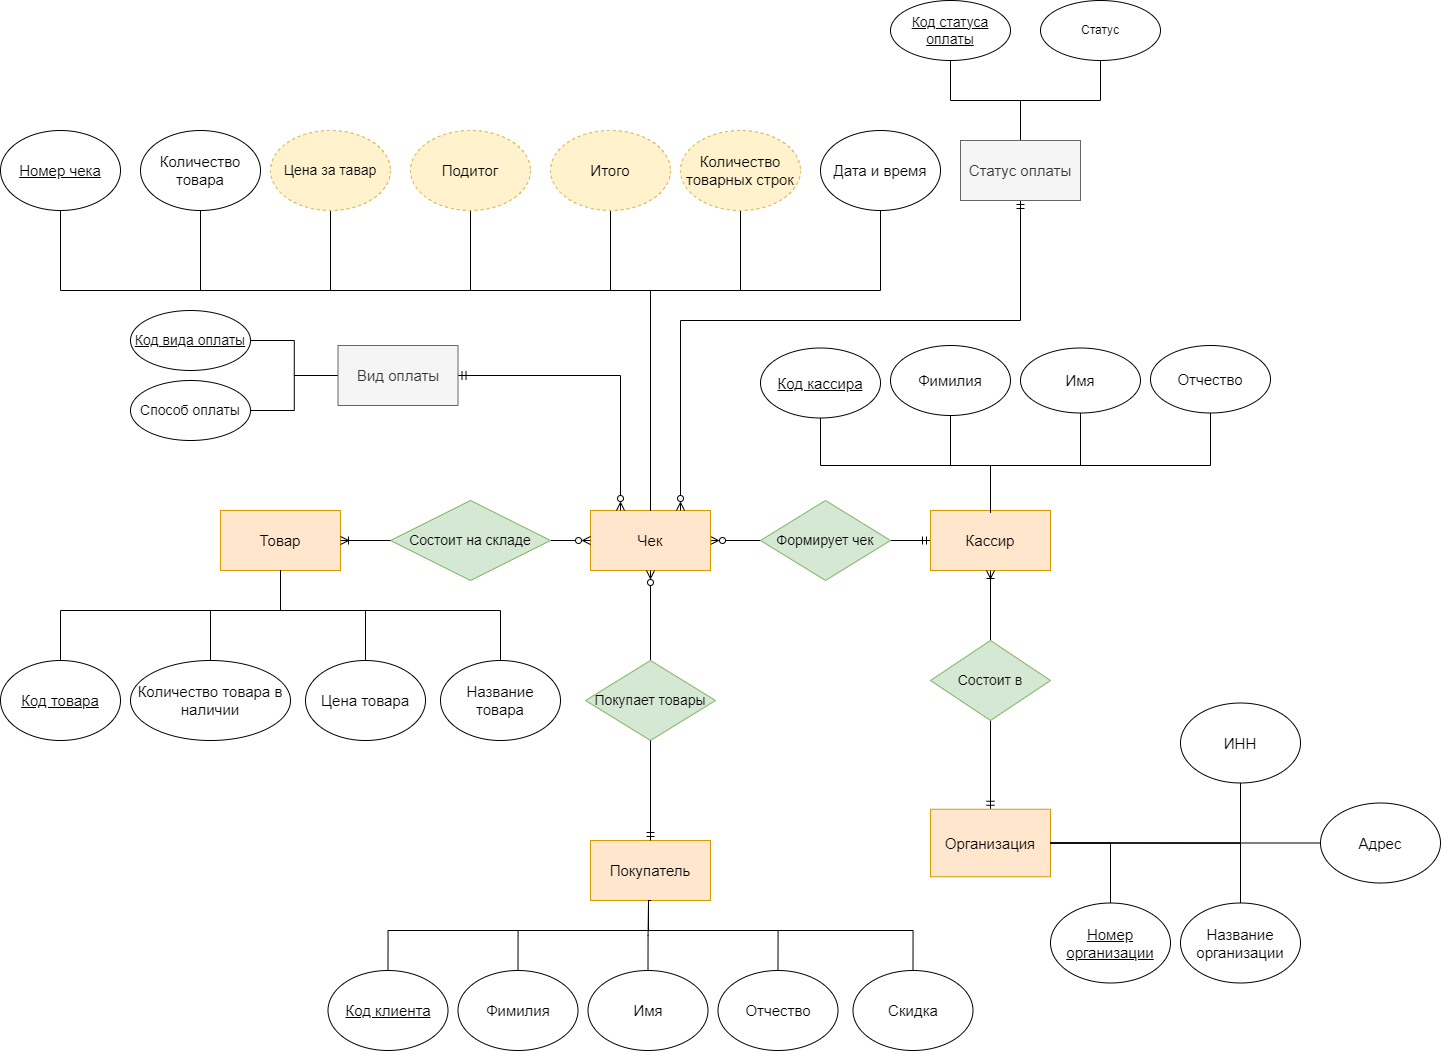 Код статуса
оплаты
Статус
Номер чека
Количество
товара
Цена за тавар
Подитог
Итого
Количество
товарных строк
Дата и время
Статус оплаты
Код вида оплаты
Способ оплаты
Вид оплаты
Код кассира
Фимилия
Имя
Отчество
Товар
Состоит на складе
Чек
Формирует чек
Кассир
Код товара
Количество товара в
наличии
Цена товара
Название
товара
Покупает товары
Состоит в
ИНН
Организация
Адрес
Покупатель
Номер
организации
Название
организации
Код клиента
Фимилия
Имя
Отчество
Скидка